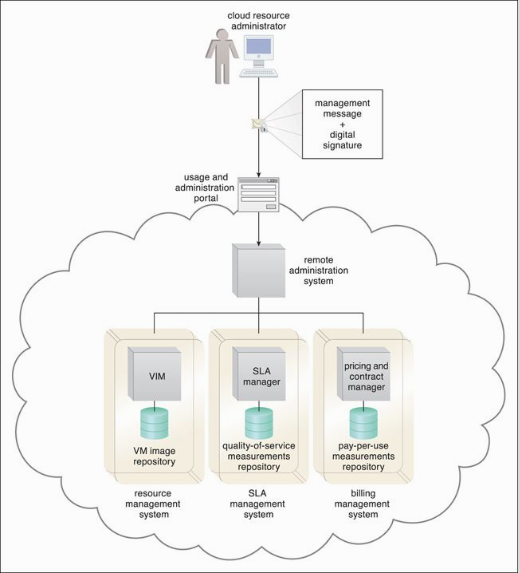 cloud resource
administrator
management
message
+
digital
signature
usage and
administration
portal
remote
administration
system
VIM
SLA
manager
pricing and
contract
manager
VM image
repository
quality-of-service
measurements
repository
pay-per-use
measurements
repository
resource
management
system
SLA
management
system
billing
management
system